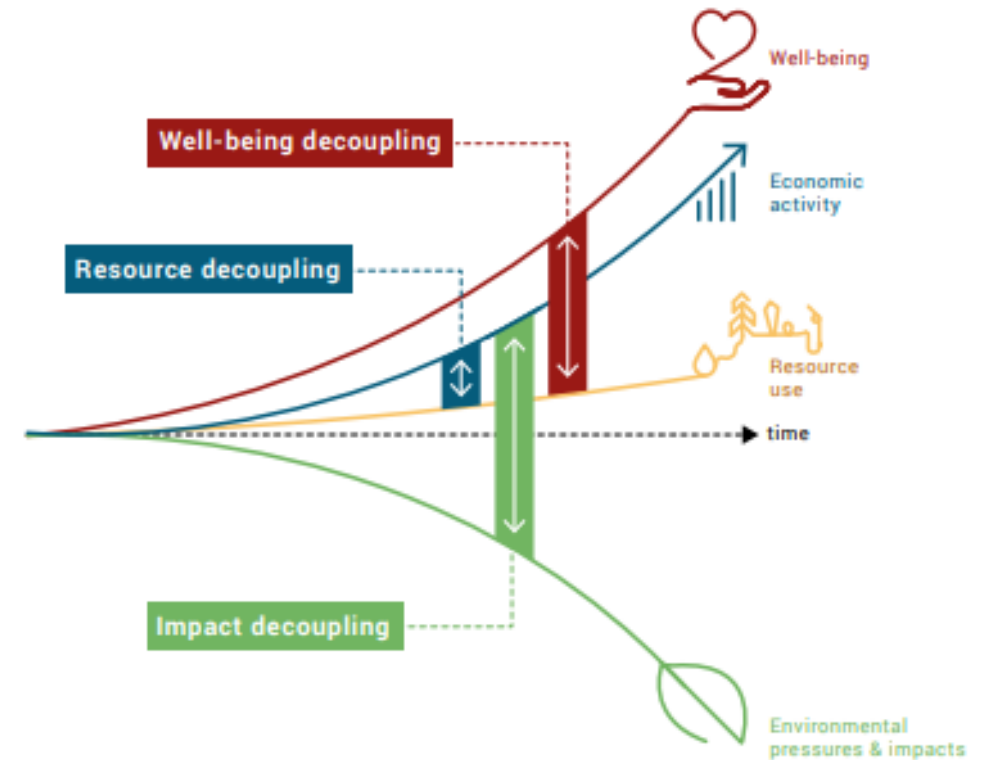 Well-being
Well-being decoupling
Economic
activity
Resource decoupling
Resource
use
time
Impact decoupling
Environmental
pressures & impacts